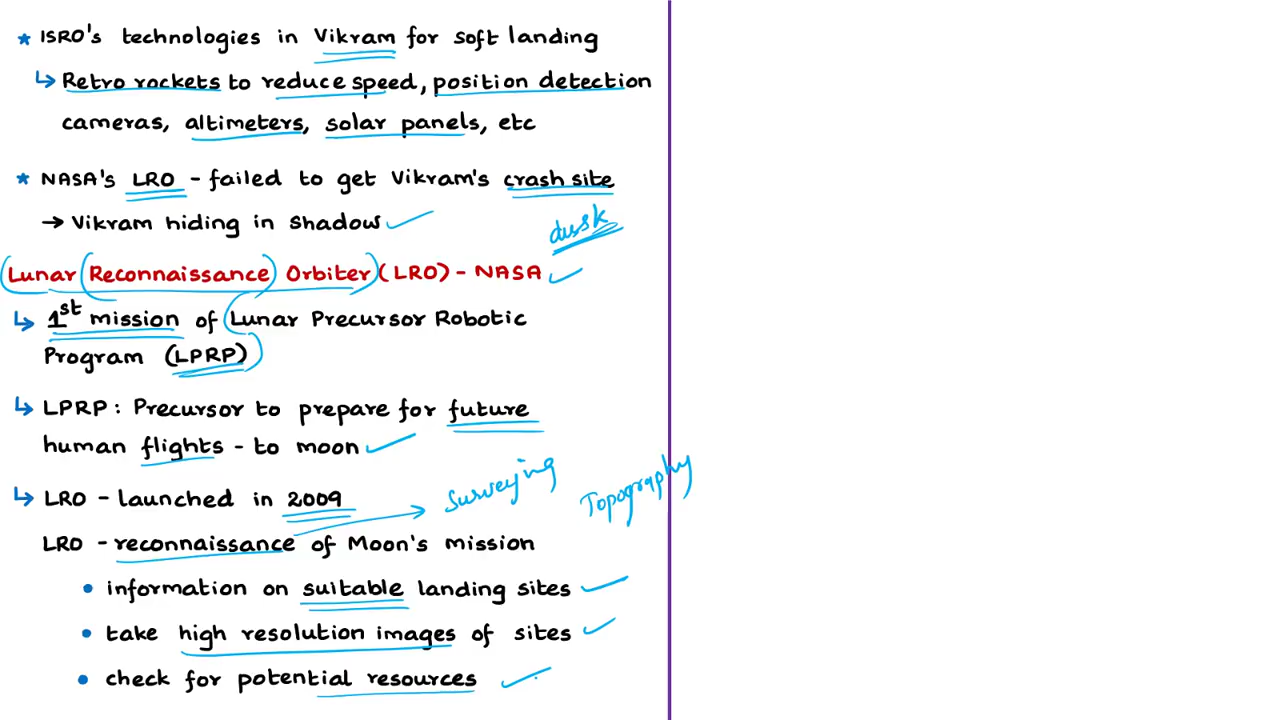 * ISRO's technologies in Vikram for soft landing
↳ Retro rockets to reduce speed, position detection
cameras, altimeters, solar panels, etc
* NASA's LRO - failed to get Vikram's crash site
→ Vikram hiding in shadow
dusk
Lunar Reconnaissance Orbiter (LRO) - NASA
↳ 1st mission of Lunar Precursor Robotic
Program (LPRP)
↳ LPRP: Precursor to prepare for future
human flights - to moon
↳ LRO - launched in 2009
Surveying
Topography
LRO - reconnaissance of Moon's mission
• information on suitable landing sites
• take high resolution images of sites
• check for potential resources